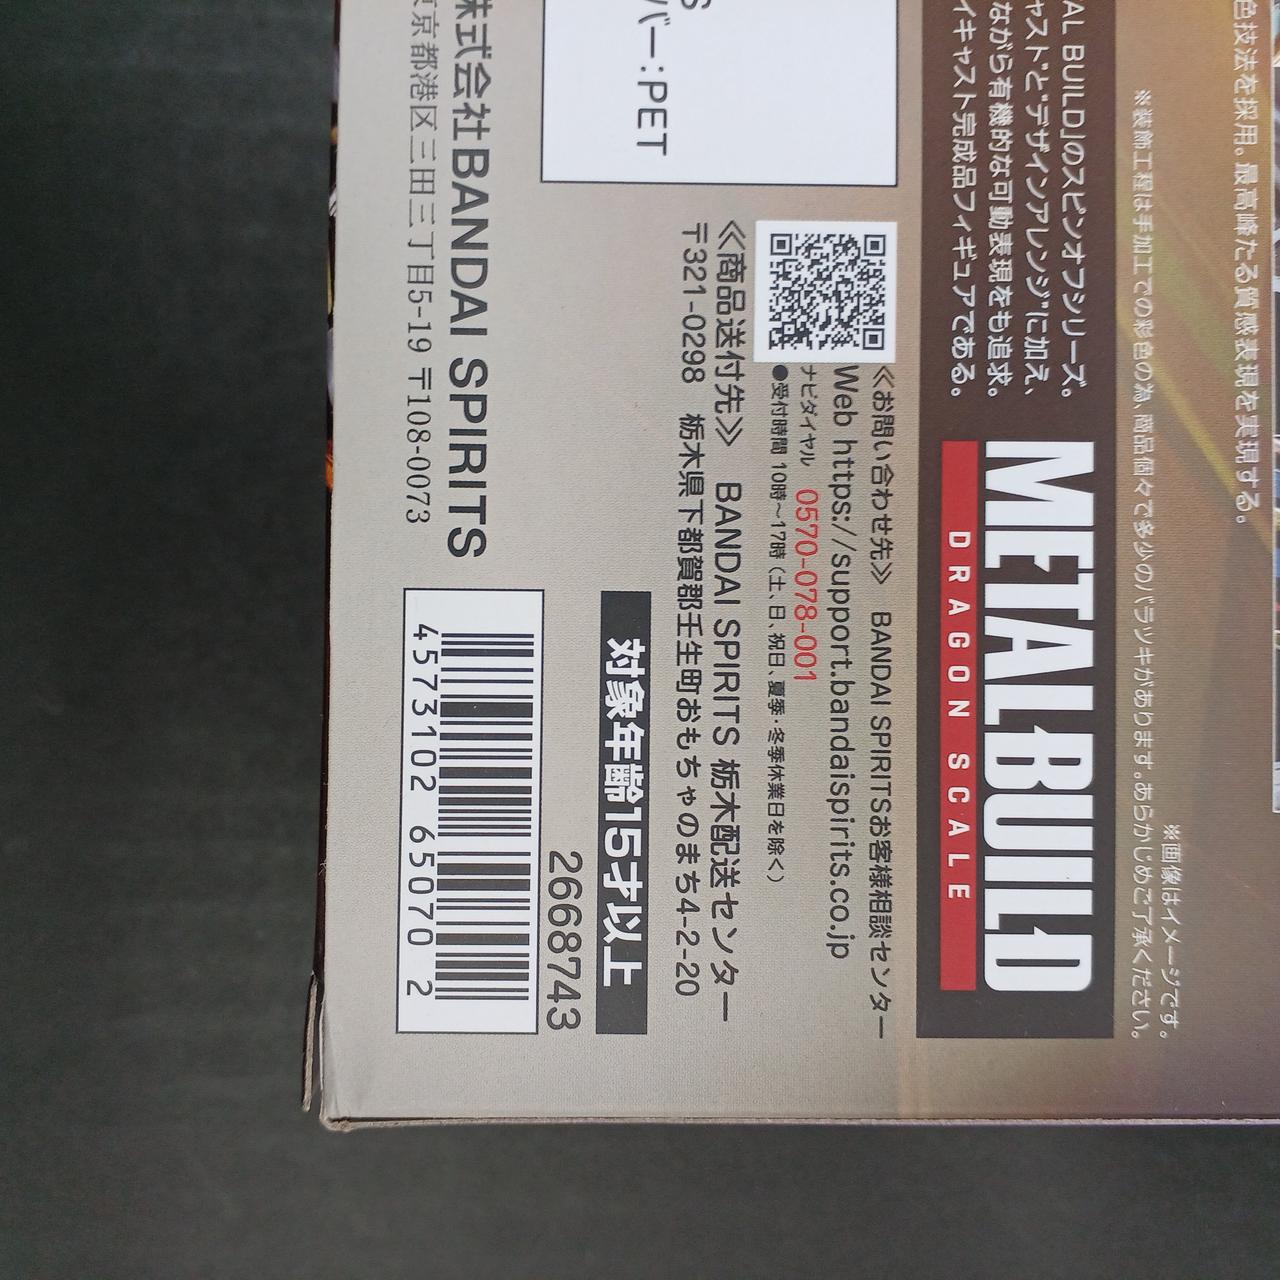 色技法を採用。最高峰たる質感表現を実現する。
※画像はイメージです。
※装飾工程は手加工での彩色の為、商品個々で多少のバラツキがあります。あらかじめご了承ください。
AL BUILD」のスピンオフシリーズ。
ャスト"と"デザインアレンジ"に加え、
ながら有機的な可動表現をも追求。
イキャスト完成品フィギュアである。
METAL BUILD
DRAGON SCALE
バー:PET
《お問い合わせ先》 BANDAI SPIRITSお客様相談センター
Web https://support.bandaispirits.co.jp
ナビダイヤル 0570-078-001
●受付時間 10時～17時 (土、日、祝日、夏季・冬季休業日を除く)
《商品送付先》 BANDAI SPIRITS 栃木配送センター
〒321-0298 栃木県下都賀郡壬生町おもちゃのまち4-2-20
対象年齢15才以上
2668743
株式会社BANDAI SPIRITS
東京都港区三田三丁目5-19 〒108-0073
4573102 650702